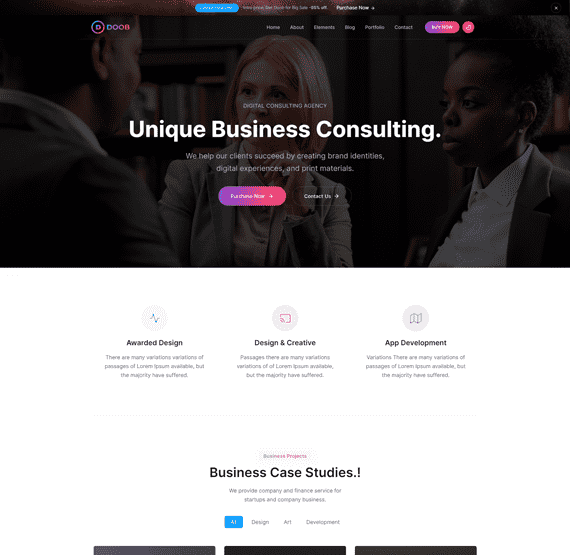 Intro price. Get Doob for Big Sale -95% off. Purchase Now
DOOB
Home About Elements Blog Portfolio Contact BUY NOW
DIGITAL CONSULTING AGENCY
Unique Business Consulting.
We help our clients succeed by creating brand identities,
digital experiences, and print materials.
Purchase Now Contact Us
Awarded Design
There are many variations variations of
passages of Lorem Ipsum available, but
the majority have suffered.
Design & Creative
Passages there are many variations
variations of of Lorem Ipsum available,
but the majority have suffered.
App Development
Variations There are many variations of
passages of Lorem Ipsum available, but
the majority have suffered.
Business Projects
Business Case Studies.!
We provide company and finance service for
startups and company business.
Design Art Development